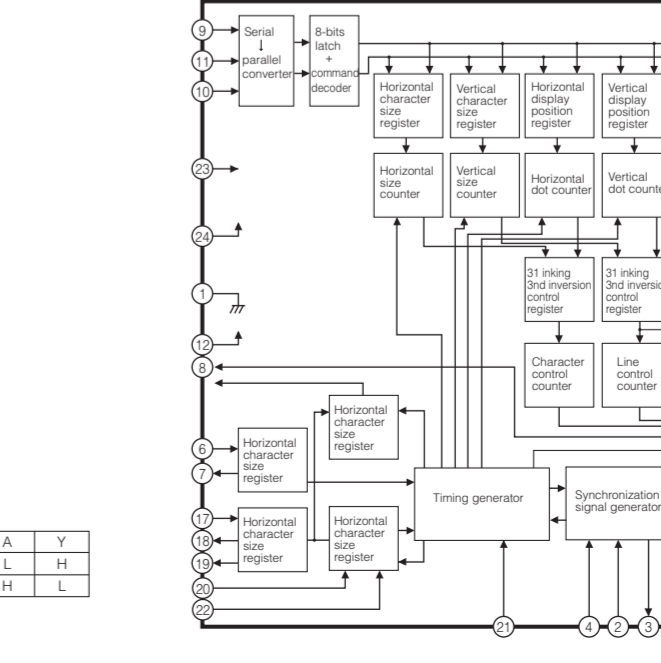 9
Serial
parallel
converter
8-bits
latch
+
command
decoder
11
10
Horizontal
character
size
register
Vertical
character
size
register
Horizontal
display
position
register
Vertical
display
position
register
23
Horizontal
size
counter
Vertical
size
counter
Horizontal
dot counter
Vertical
dot counte
24
1
31 inking
3nd inversion
control
register
31 inking
3nd inversio
control
register
12
8
Character
control
counter
Line
control
counter
Horizontal
character
size
register
6
7
Horizontal
character
size
register
Timing generator
Synchronization
signal generator
17
18
19
Horizontal
character
size
register
Horizontal
character
size
register
20
22
21
4
2
3
A Y
L H
H L